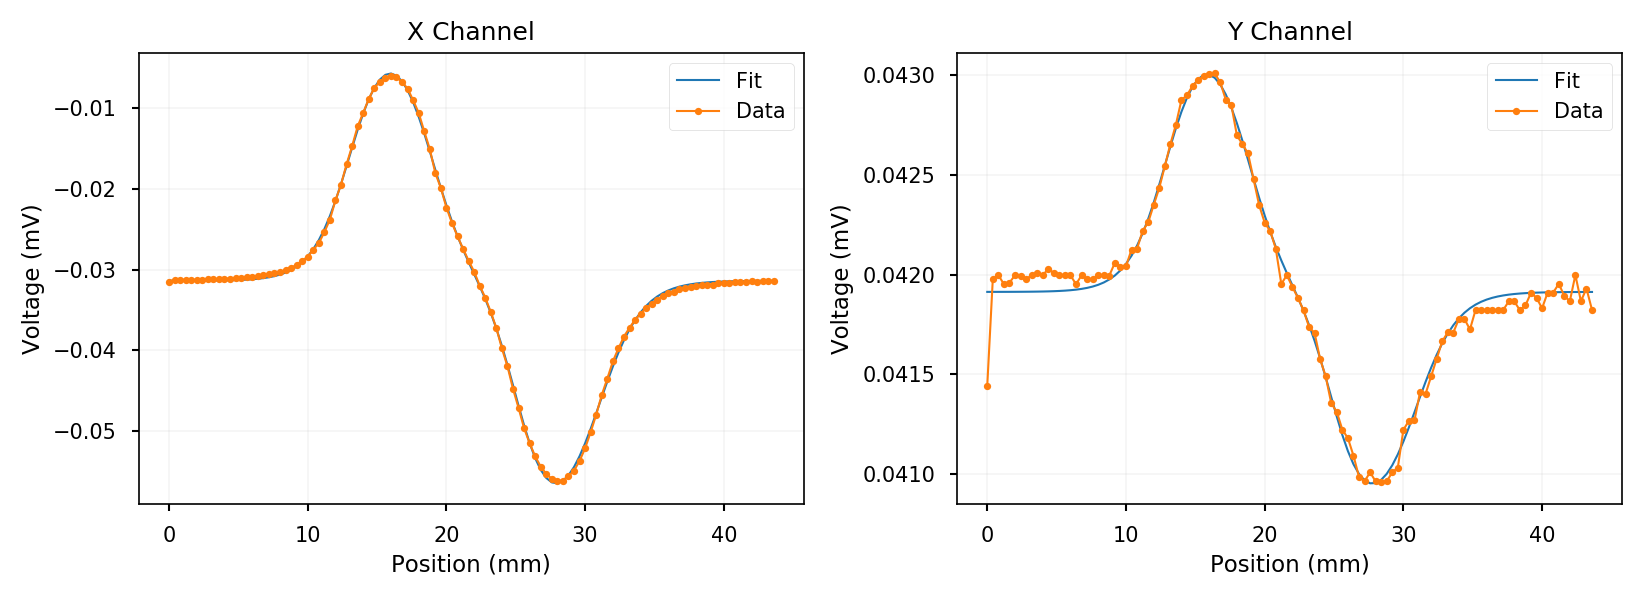 X Channel
Voltage (mV)
−0.01
−0.02
−0.03
−0.04
−0.05
0 10 20 30 40
Position (mm)
Fit
Data
Y Channel
Voltage (mV)
0.0430
0.0425
0.0420
0.0415
0.0410
0 10 20 30 40
Position (mm)
Fit
Data